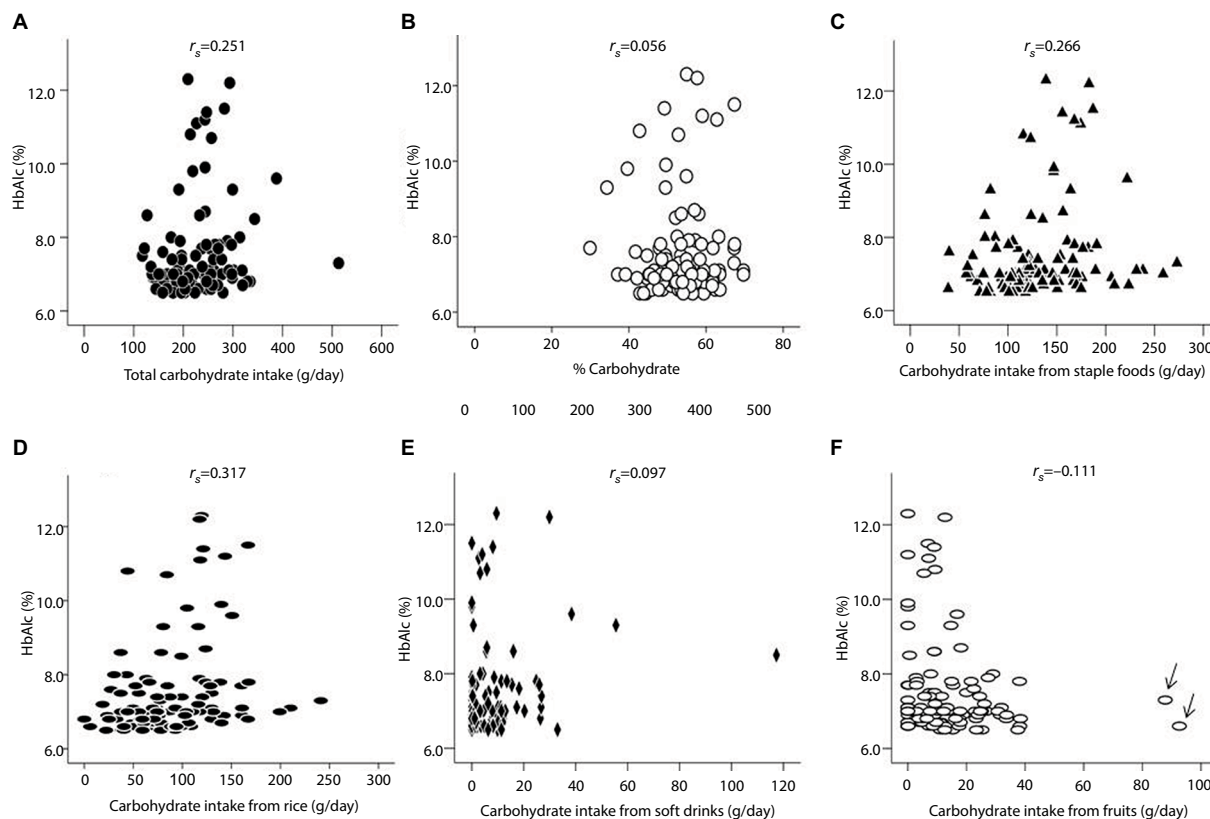 A
r_s=0.251
HbAlc (%)
12.0
10.0
8.0
6.0
0 100 200 300 400 500 600
Total carbohydrate intake (g/day)
B
r_s=0.056
HbAlc (%)
12.0
10.0
8.0
6.0
0 20 40 60 80
% Carbohydrate
0 100 200 300 400 500
C
r_s=0.266
HbAlc (%)
12.0
10.0
8.0
6.0
0 50 100 150 200 250 300
Carbohydrate intake from staple foods (g/day)
D
r_s=0.317
HbAlc (%)
12.0
10.0
8.0
6.0
0 50 100 150 200 250 300
Carbohydrate intake from rice (g/day)
E
r_s=0.097
HbAlc (%)
12.0
10.0
8.0
6.0
0 20 40 60 80 100 120
Carbohydrate intake from soft drinks (g/day)
F
r_s=–0.111
HbAlc (%)
12.0
10.0
8.0
6.0
0 20 40 60 80 100
Carbohydrate intake from fruits (g/day)